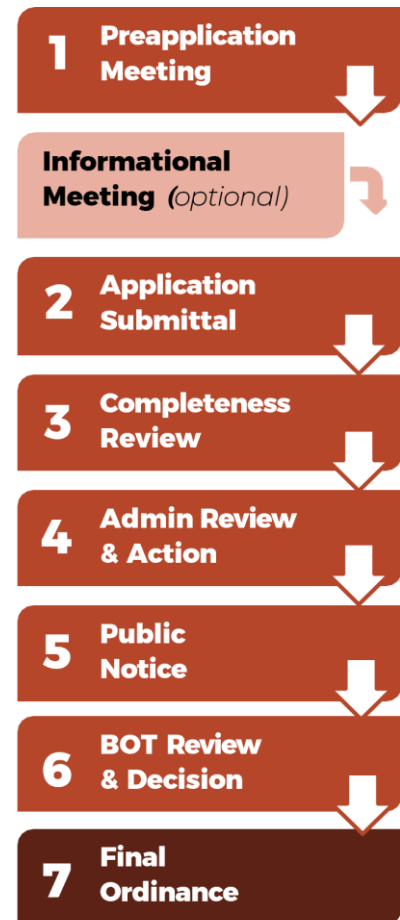 1 Preapplication
Meeting
Informational
Meeting (optional)
2 Application
Submittal
3 Completeness
Review
4 Admin Review
& Action
5 Public
Notice
6 BOT Review
& Decision
7 Final
Ordinance